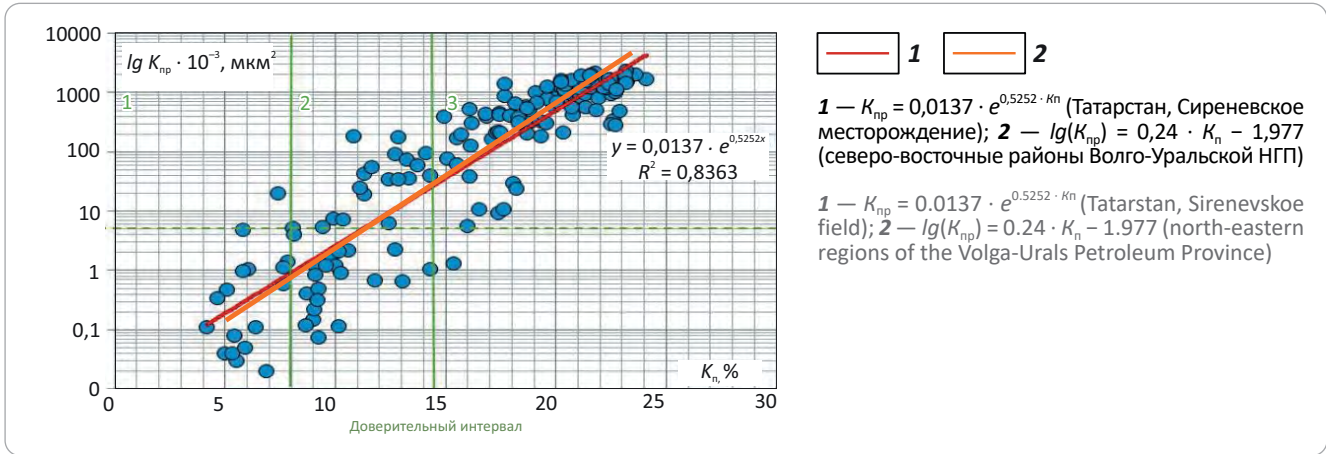 10000
1000
100
10
1
0,1
0
lg Kпр · 10⁻³, мкм²
1
2
3
y = 0,0137 · e^0,5252x
R² = 0,8363
Kп, %
0
5
10
15
20
25
30
Доверительный интервал
1
2
1 — Kпр = 0,0137 · e^0,5252 · Kп (Татарстан, Сиреневское
месторождение); 2 — lg(Kпр) = 0,24 · Kп – 1,977
(северо-восточные районы Волго-Уральской НГП)
1 — Kпр = 0.0137 · e^0.5252 · Kп (Tatarstan, Sirenevskoe
field); 2 — lg(Kпр) = 0.24 · Kп – 1.977 (north-eastern
regions of the Volga-Urals Petroleum Province)